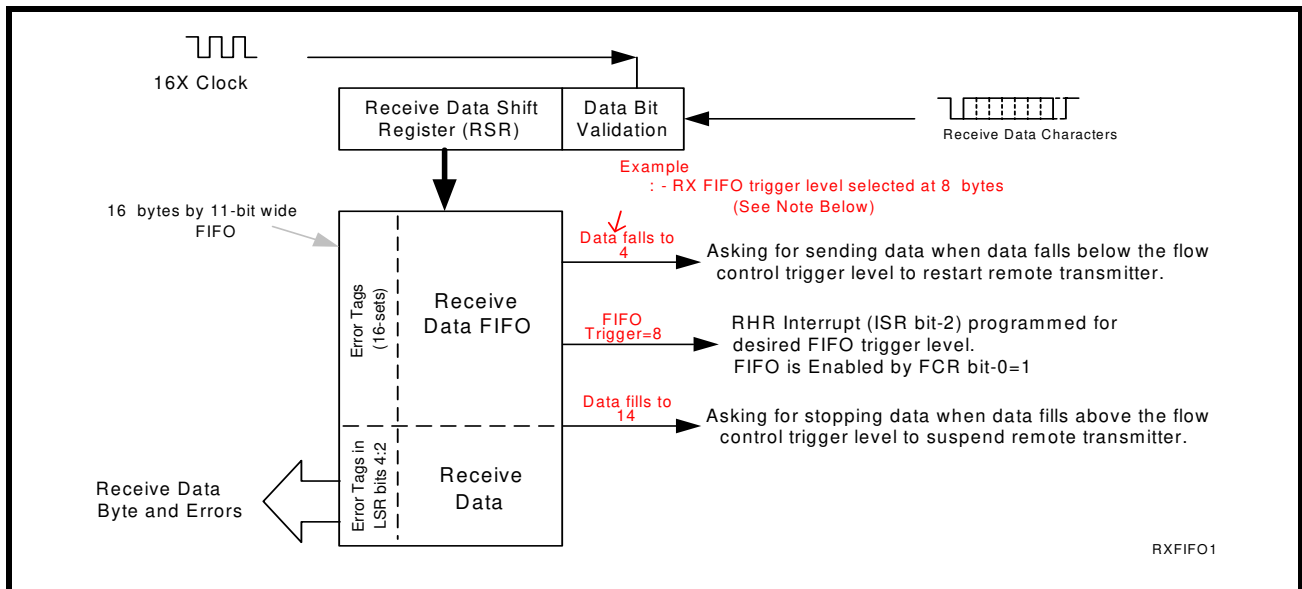 16X Clock
Receive Data Shift
Register (RSR)
Data Bit
Validation
Receive Data Characters
Example
: - RX FIFO trigger level selected at 8 bytes
(See Note Below)
16 bytes by 11-bit wide
FIFO
Error Tags
(16-sets)
Receive
Data FIFO
Data falls to
4
Asking for sending data when data falls below the flow
control trigger level to restart remote transmitter.
FIFO
Trigger=8
RHR Interrupt (ISR bit-2) programmed for
desired FIFO trigger level.
FIFO is Enabled by FCR bit-0=1
Data fills to
14
Asking for stopping data when data fills above the flow
control trigger level to suspend remote transmitter.
Error Tags in
LSR bits 4:2
Receive
Data
Receive Data
Byte and Errors
RXFIFO1